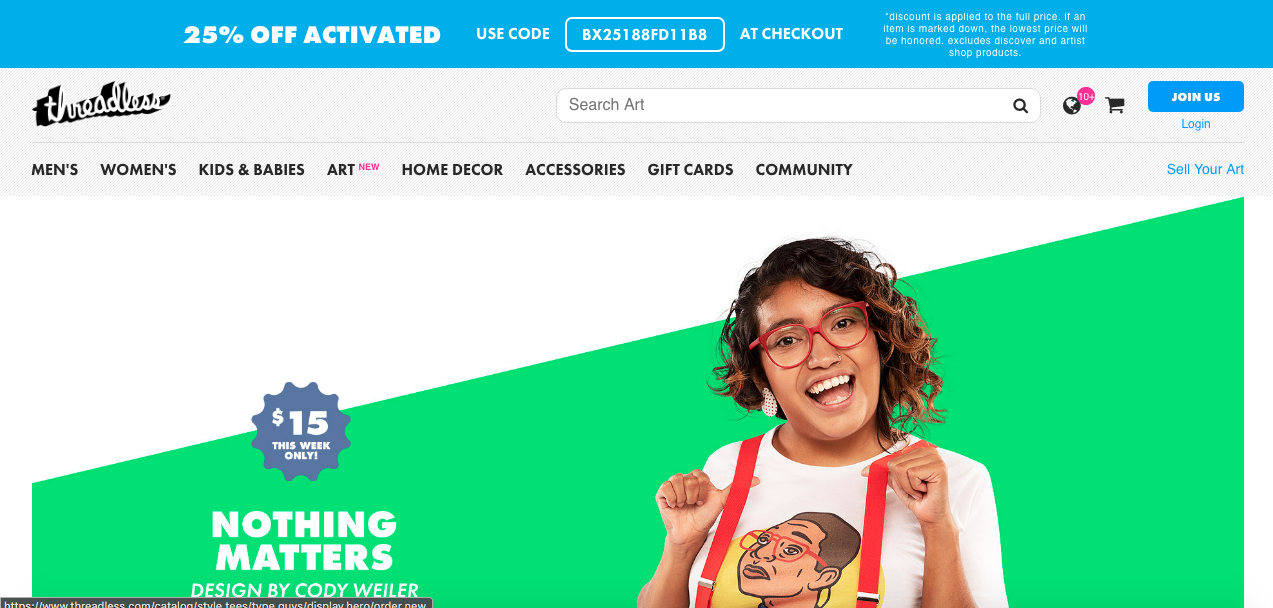 25% OFF ACTIVATED
USE CODE
BX25188FD11B8
AT CHECKOUT
*discount is applied to the full price. if an
item is marked down, the lowest price will
be honored. excludes discover and artist
shop products.
threadless
Search Art
10+
JOIN US
Login
MEN'S WOMEN'S KIDS & BABIES ART NEW HOME DECOR ACCESSORIES GIFT CARDS COMMUNITY
Sell Your Art
$15
THIS WEEK
ONLY!
NOTHING
MATTERS
DESIGN BY CODY WEILER
https://www.threadless.com/catalog/style,tees/type,guys/display,hero/order,new